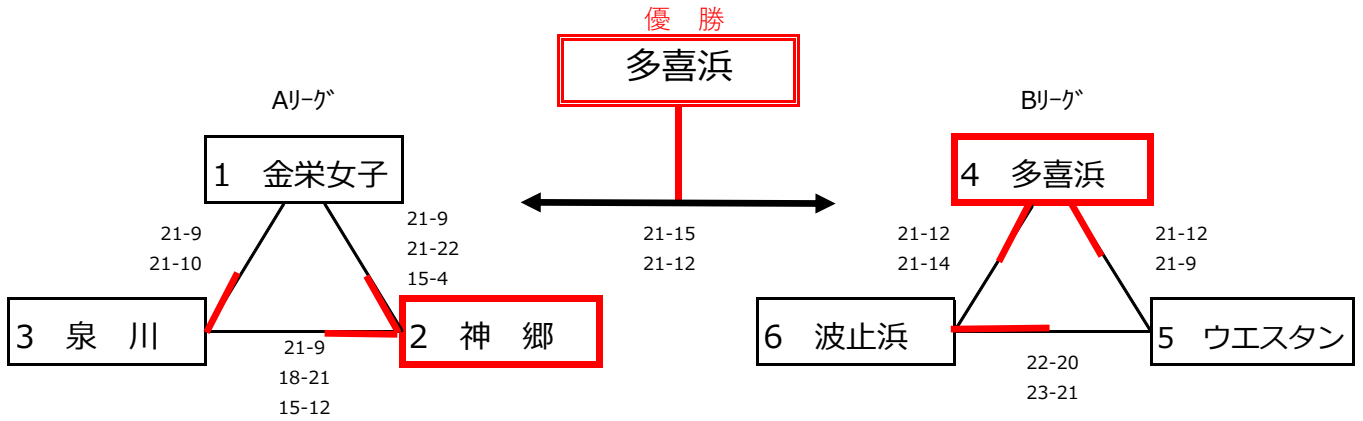 優　勝
多喜浜
Aﾘｰｸﾞ
Bﾘｰｸﾞ
1　金栄女子
4　多喜浜
21-9
21-10
21-9
21-22
15-4
21-15
21-12
21-12
21-14
21-12
21-9
3　泉　川
2　神　郷
6　波止浜
5　ウエスタン
21-9
18-21
15-12
22-20
23-21